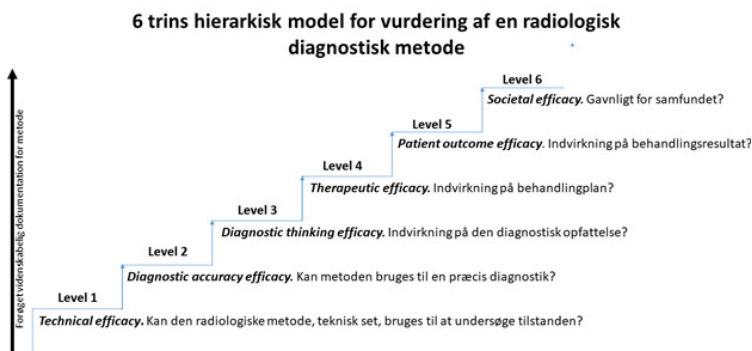 6 trins hierarkisk model for vurdering af en radiologisk
diagnostisk metode
Level 6
Societal efficacy. Gavnligt for samfundet?
Level 5
Patient outcome efficacy. Indvirkning på behandlingsresultat?
Level 4
Therapeutic efficacy. Indvirkning på behandlingplan?
Level 3
Diagnostic thinking efficacy. Indvirkning på den diagnostisk opfattelse?
Level 2
Diagnostic accuracy efficacy. Kan metoden bruges til en præcis diagnostik?
Level 1
Technical efficacy. Kan den radiologiske metode, teknisk set, bruges til at undersøge tilstanden?
Forøget videnskabelig dokumentation for metode